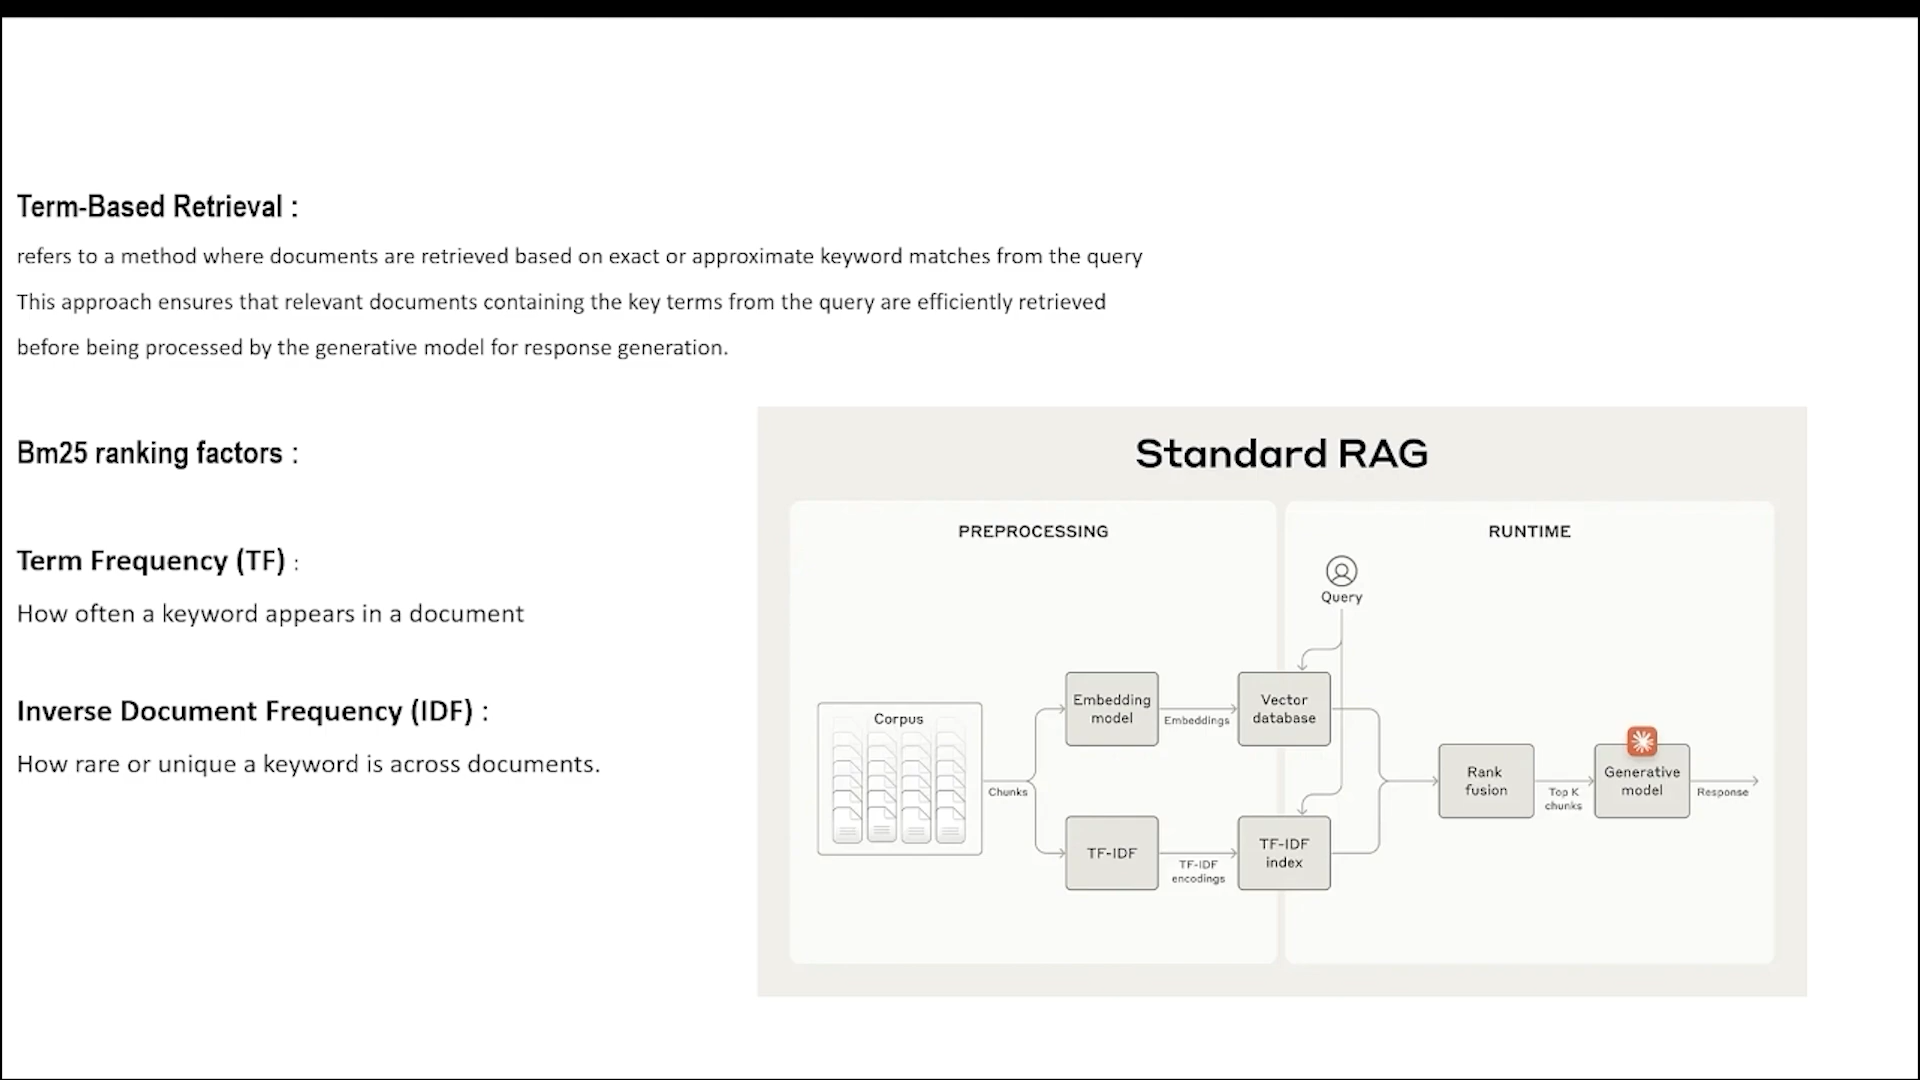 Term-Based Retrieval :
refers to a method where documents are retrieved based on exact or approximate keyword matches from the query
This approach ensures that relevant documents containing the key terms from the query are efficiently retrieved
before being processed by the generative model for response generation.
Bm25 ranking factors :
Term Frequency (TF) :
How often a keyword appears in a document
Inverse Document Frequency (IDF) :
How rare or unique a keyword is across documents.
Standard RAG
PREPROCESSING
RUNTIME
Query
Corpus
Chunks
Embedding
model
Embeddings
Vector
database
TF-IDF
TF-IDF
encodings
TF-IDF
index
Rank
fusion
Top K
chunks
Generative
model
Response